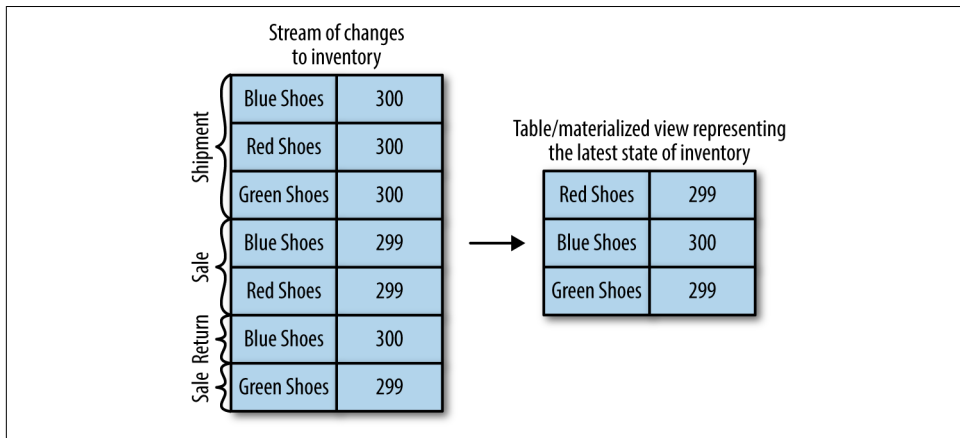 Stream of changes
to inventory
Shipment
Blue Shoes 300
Red Shoes 300
Green Shoes 300
Sale
Blue Shoes 299
Red Shoes 299
Return
Blue Shoes 300
Sale
Green Shoes 299
Table/materialized view representing
the latest state of inventory
Red Shoes 299
Blue Shoes 300
Green Shoes 299